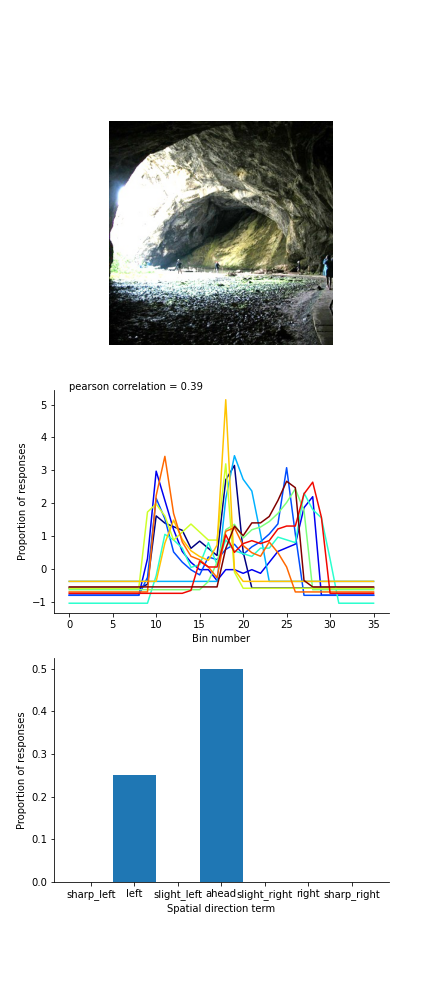 pearson correlation = 0.39
5
4
3
2
1
0
−1
Proportion of responses
0 5 10 15 20 25 30 35
Bin number
0.5
0.4
0.3
0.2
0.1
0.0
Proportion of responses
sharp_left left slight_left ahead slight_right right sharp_right
Spatial direction term